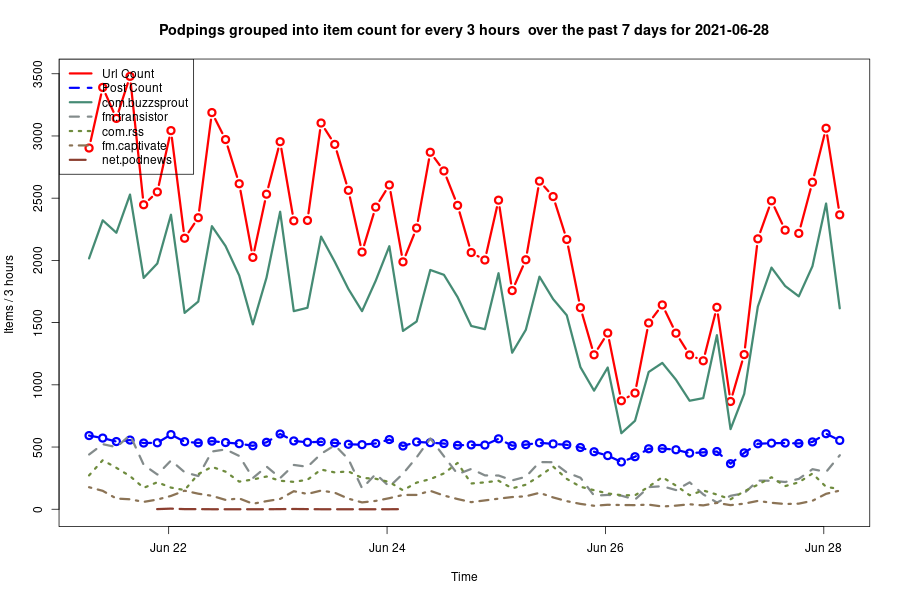 Podpings grouped into item count for every 3 hours  over the past 7 days for 2021-06-28
Items / 3 hours
3500
3000
2500
2000
1500
1000
500
0
Url Count
Post Count
com.buzzsprout
fm.transistor
com.rss
fm.captivate
net.podnews
Jun 22
Jun 24
Jun 26
Jun 28
Time